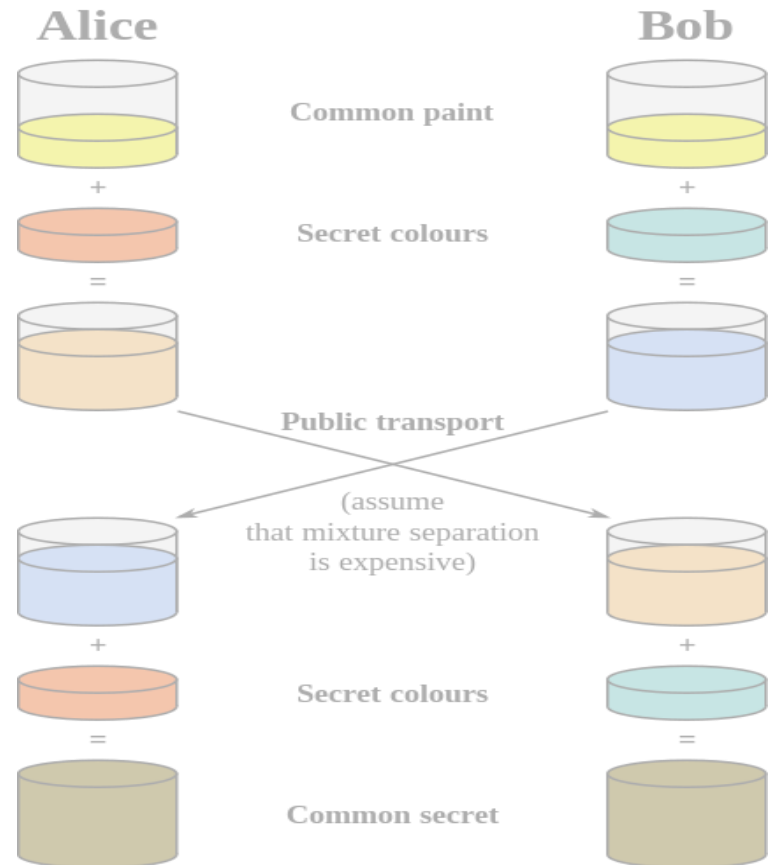 Alice Bob
Common paint
+ +
Secret colours
= =
Public transport
(assume
that mixture separation
is expensive)
+ +
Secret colours
= =
Common secret